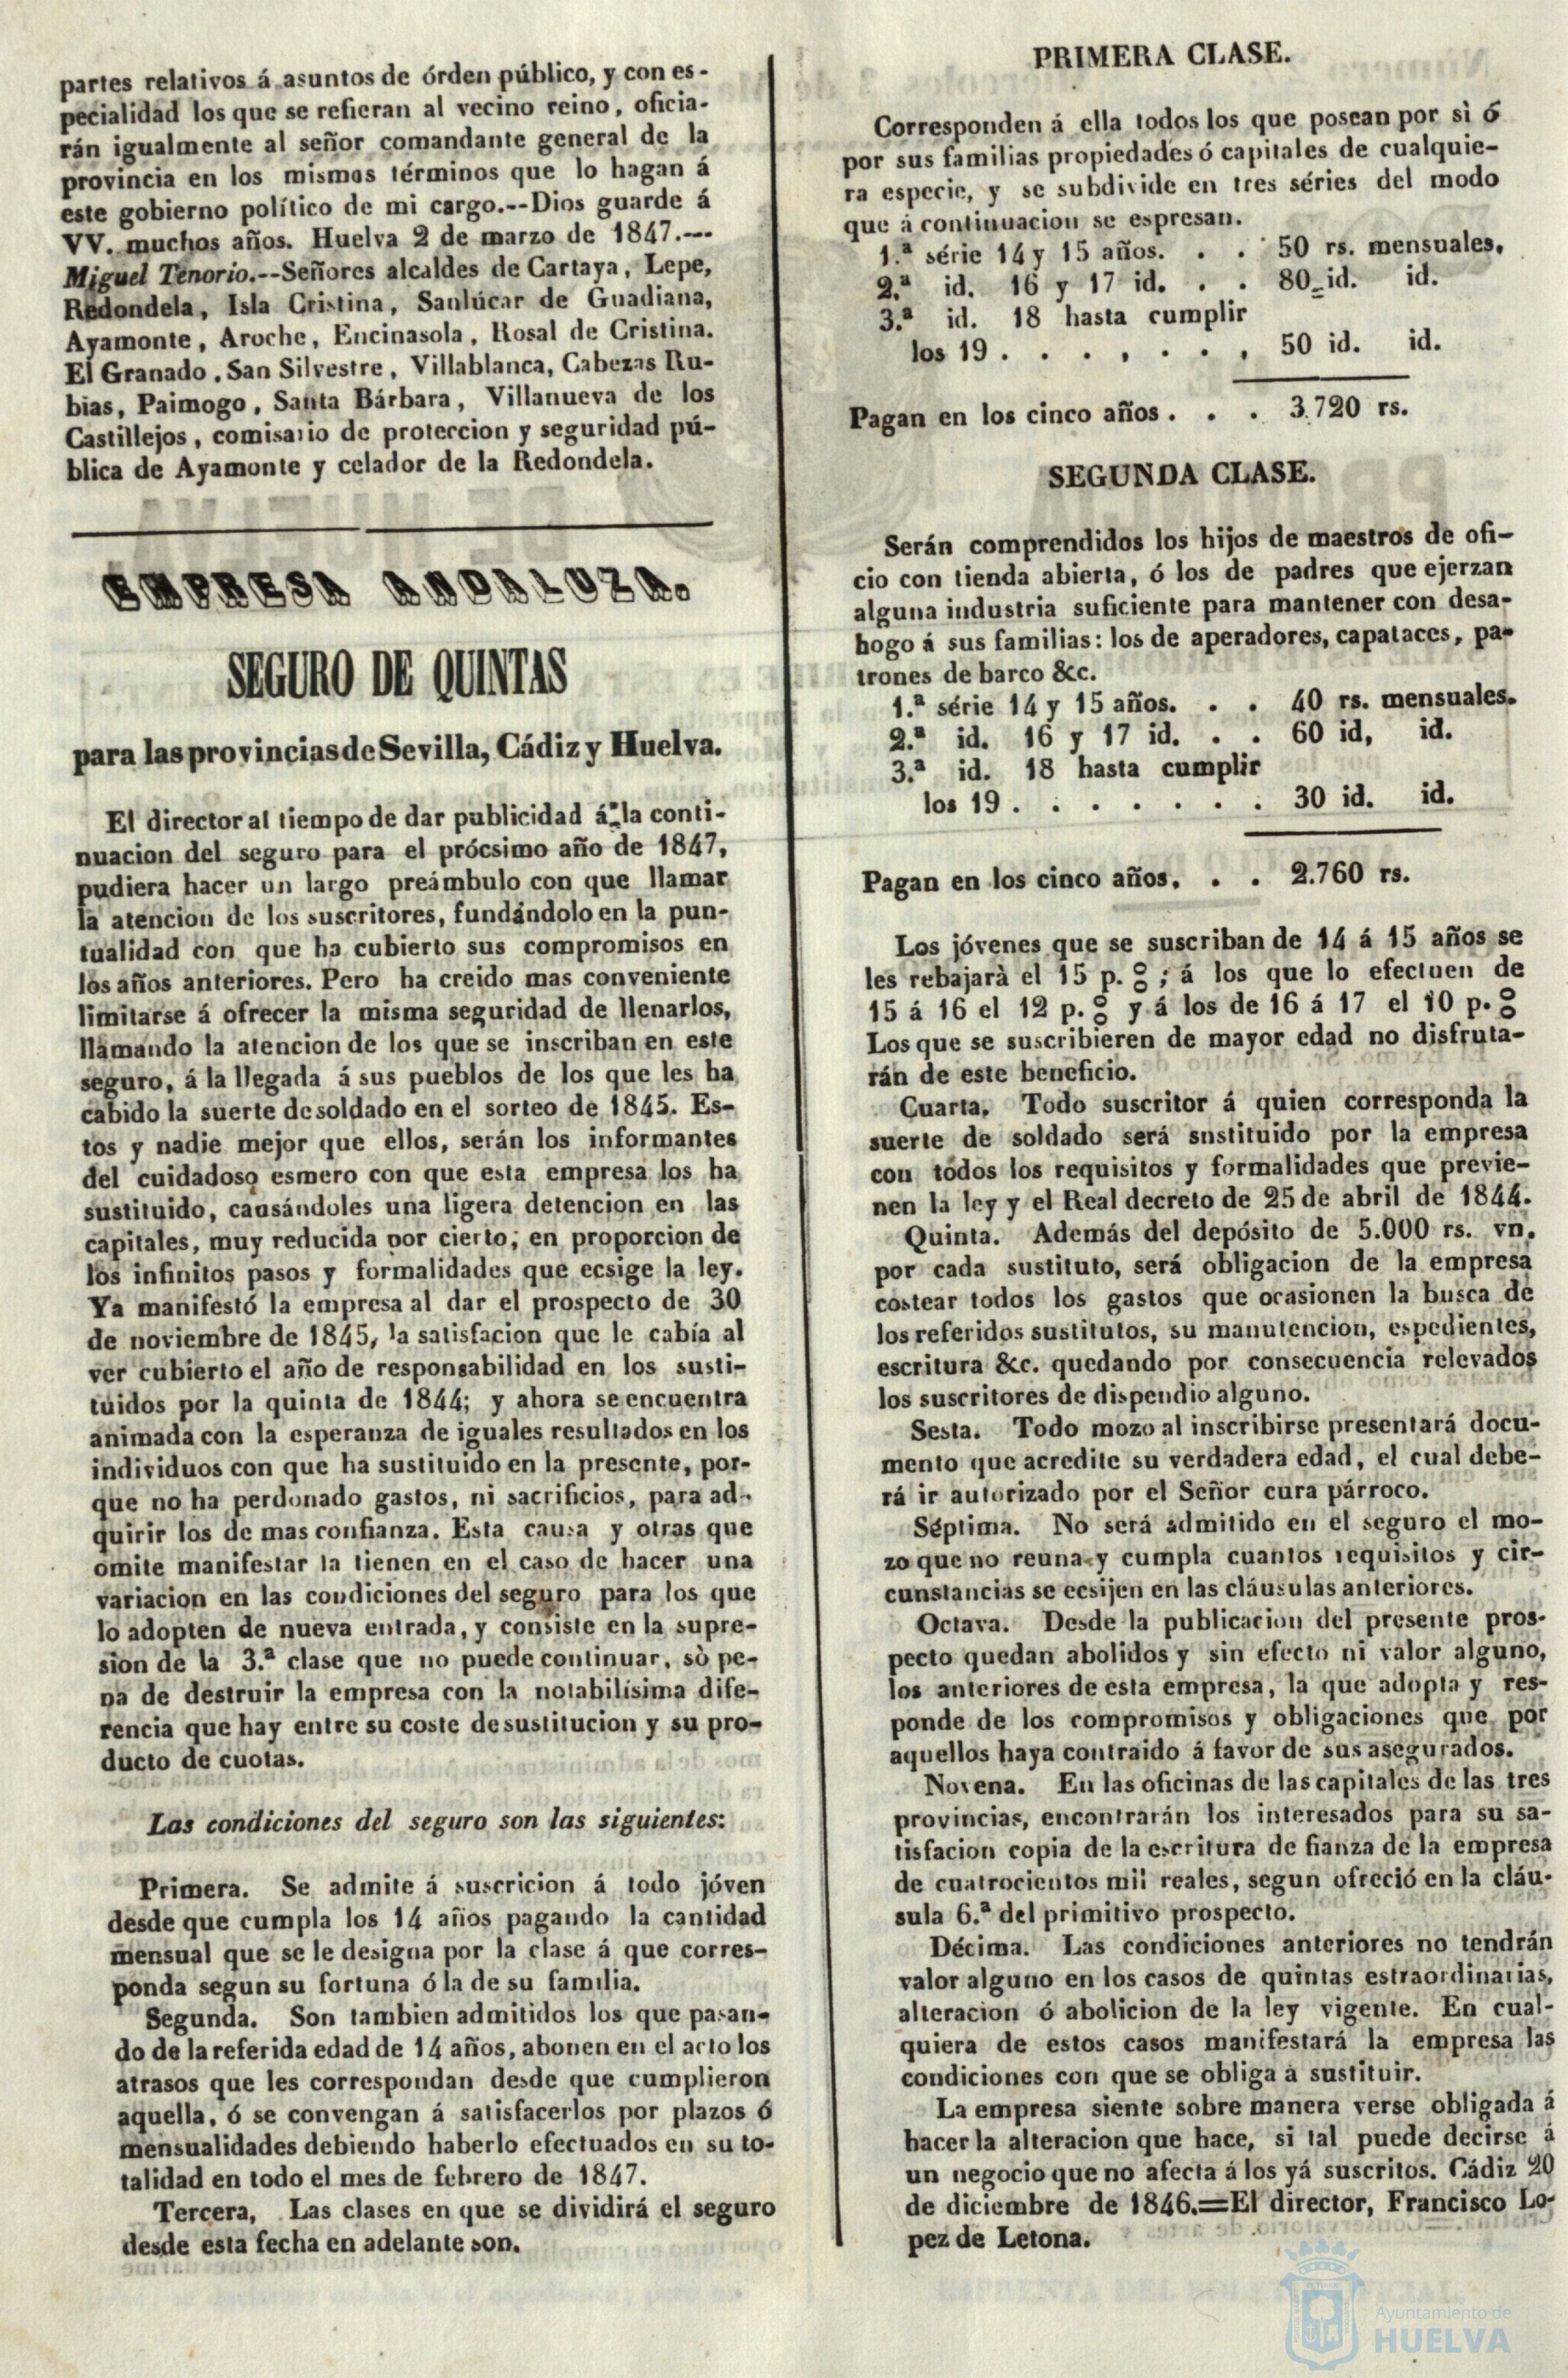 partes relativos á asuntos de órden público, y con es-
pecialidad los que se refieran al vecino reino, oficia-
rán igualmente al señor comandante general de la
provincia en los mismos términos que lo hagan á
este gobierno político de mi cargo.--Dios guarde á
VV. muchos años. Huelva 2 de marzo de 1847.---
Miguel Tenorio.--Señores alcaldes de Cartaya, Lepe,
Redondela, Isla Cristina, Sanlúcar de Guadiana,
Ayamonte, Aroche, Encinasola, Rosal de Cristina.
El Granado, San Silvestre, Villablanca, Cabezas Ru-
bias, Paimogo, Santa Bárbara, Villanueva de los
Castillejos, comisario de proteccion y seguridad pú-
blica de Ayamonte y celador de la Redondela.
EMPRESA ANDALUZA.
SEGURO DE QUINTAS
para las provincias de Sevilla, Cádiz y Huelva.
El director al tiempo de dar publicidad á la conti-
nuacion del seguro para el prócsimo año de 1847,
pudiera hacer un largo preámbulo con que llamar
la atencion de los suscritores, fundándolo en la pun-
tualidad con que ha cubierto sus compromisos en
los años anteriores. Pero ha creido mas conveniente
limitarse á ofrecer la misma seguridad de llenarlos,
llamando la atencion de los que se inscriban en este
seguro, á la llegada á sus pueblos de los que les ha
cabido la suerte de soldado en el sorteo de 1845. Es-
tos y nadie mejor que ellos, serán los informantes
del cuidadoso esmero con que esta empresa los ha
sustituido, causándoles una ligera detencion en las
capitales, muy reducida por cierto, en proporcion de
los infinitos pasos y formalidades que ecsige la ley.
Ya manifestó la empresa al dar el prospecto de 30
de noviembre de 1845, la satisfacion que le cabía al
ver cubierto el año de responsabilidad en los susti-
tuidos por la quinta de 1844; y ahora se encuentra
animada con la esperanza de iguales resultados en los
individuos con que ha sustituido en la presente, por-
que no ha perdonado gastos, ni sacrificios, para ad-
quirir los de mas confianza. Esta causa y otras que
omite manifestar la tienen en el caso de hacer una
variacion en las condiciones del seguro para los que
lo adopten de nueva entrada, y consiste en la supre-
sion de la 3.ª clase que no puede continuar, sò pe-
na de destruir la empresa con la notabilísima dife-
rencia que hay entre su coste de sustitucion y su pro-
ducto de cuotas.
Las condiciones del seguro son las siguientes:
Primera. Se admite á suscricion á todo jóven
desde que cumpla los 14 años pagando la cantidad
mensual que se le designa por la clase á que corres-
ponda segun su fortuna ó la de su familia.
Segunda. Son tambien admitidos los que pasan-
do de la referida edad de 14 años, abonen en el acto los
atrasos que les correspondan desde que cumplieron
aquella, ó se convengan á satisfacerlos por plazos ó
mensualidades debiendo haberlo efectuados en su to-
talidad en todo el mes de febrero de 1847.
Tercera, Las clases en que se dividirá el seguro
desde esta fecha en adelante son.
PRIMERA CLASE.
Corresponden á ella todos los que posean por sì ó
por sus familias propiedades ó capitales de cualquie-
ra especie, y se subdivide en tres séries del modo
que á continuacion se espresan.
1.ª série 14 y 15 años. . . 50 rs. mensuales,
2.ª id. 16 y 17 id. . . 80 id. id.
3.ª id. 18 hasta cumplir
los 19 . . . , . . , 50 id. id.
Pagan en los cinco años . . . 3.720 rs.
SEGUNDA CLASE.
Serán comprendidos los hijos de maestros de ofi-
cio con tienda abierta, ó los de padres que ejerzan
alguna industria suficiente para mantener con desa-
hogo á sus familias: los de aperadores, capataces, pa-
trones de barco &c.
1.ª série 14 y 15 años. . . 40 rs. mensuales.
2.ª id. 16 y 17 id. . . 60 id, id.
3.ª id. 18 hasta cumplir
los 19 . . . . . . . 30 id. id.
Pagan en los cinco años, . . 2.760 rs.
Los jóvenes que se suscriban de 14 á 15 años se
les rebajarà el 15 p. %; á los que lo efectuen de
15 á 16 el 12 p. % y á los de 16 á 17 el 10 p. %
Los que se suscribieren de mayor edad no disfruta-
rán de este beneficio.
Cuarta. Todo suscritor á quien corresponda la
suerte de soldado será sustituido por la empresa
con todos los requisitos y formalidades que previe-
nen la ley y el Real decreto de 25 de abril de 1844.
Quinta. Además del depósito de 5.000 rs. vn.
por cada sustituto, será obligacion de la empresa
costear todos los gastos que ocasionen la busca de
los referidos sustitutos, su manutencion, espedientes,
escritura &c. quedando por consecuencia relevados
los suscritores de dispendio alguno.
Sesta. Todo mozo al inscribirse presentará docu-
mento que acredite su verdadera edad, el cual debe-
rá ir autorizado por el Señor cura párroco.
Séptima. No será admitido en el seguro el mo-
zo que no reuna y cumpla cuantos requisitos y cir-
cunstancias se ecsijen en las cláusulas anteriores.
Octava. Desde la publicacion del presente pros-
pecto quedan abolidos y sin efecto ni valor alguno,
los anteriores de esta empresa, la que adopta y res-
ponde de los compromisos y obligaciones que por
aquellos haya contraido á favor de sus asegurados.
Novena. En las oficinas de las capitales de las tres
provincias, encontrarán los interesados para su sa-
tisfacion copia de la escritura de fianza de la empresa
de cuatrocientos mil reales, segun ofreció en la cláu-
sula 6.ª del primitivo prospecto.
Décima. Las condiciones anteriores no tendrán
valor alguno en los casos de quintas estraordinarias,
alteracion ó abolicion de la ley vigente. En cual-
quiera de estos casos manifestará la empresa las
condiciones con que se obliga á sustituir.
La empresa siente sobre manera verse obligada á
hacer la alteracion que hace, si tal puede decirse á
un negocio que no afecta á los yá suscritos. Cádiz 20
de diciembre de 1846.=El director, Francisco Lo-
pez de Letona.
Ayuntamiento de
HUELVA